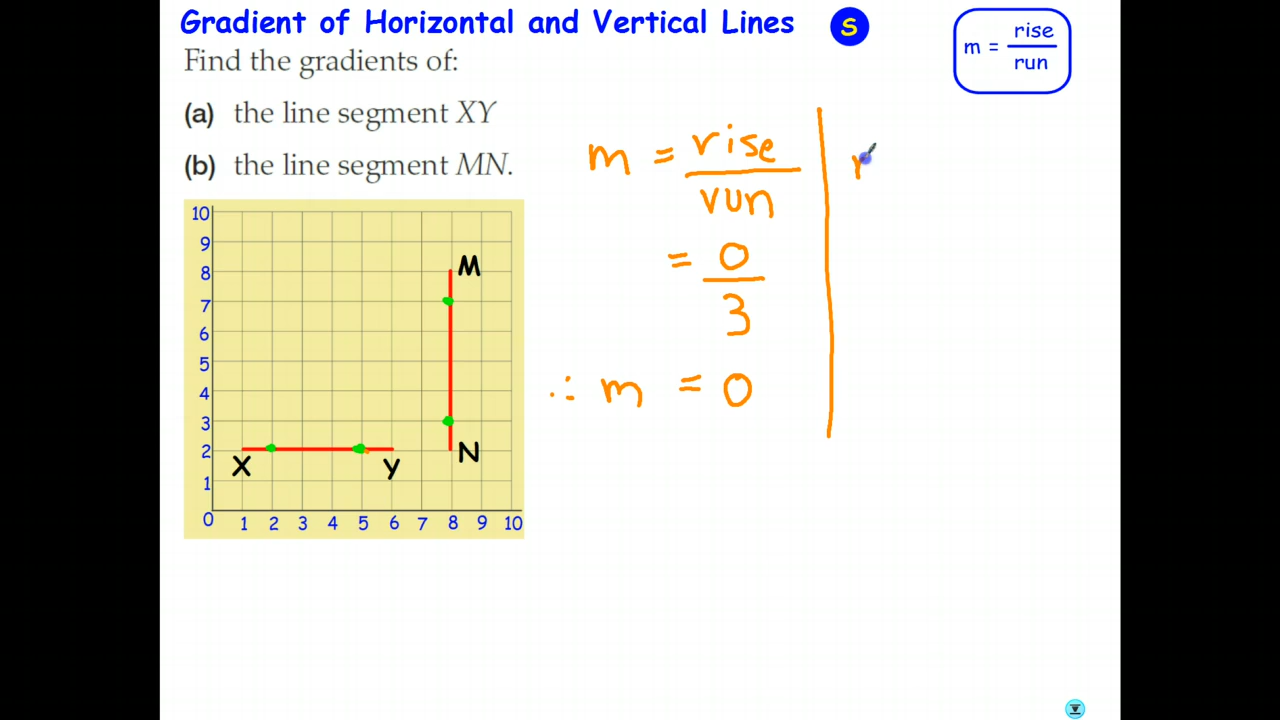 Gradient of Horizontal and Vertical Lines
S
m = rise/run
Find the gradients of:
(a) the line segment XY
(b) the line segment MN.
m = rise/run
= 0/3
∴ m = 0
10
9
8
7
6
5
4
3
2
1
0 1 2 3 4 5 6 7 8 9 10
M
N
X
Y